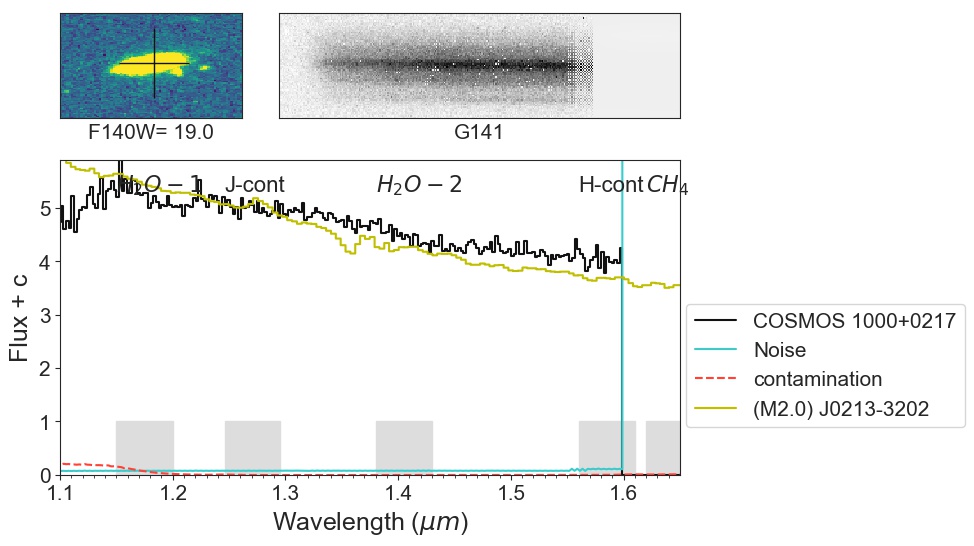 F140W= 19.0
G141
H₂O − 1 J-cont H₂O − 2 H-cont CH₄
5
4
3
2
1
0
Flux + c
1.1 1.2 1.3 1.4 1.5 1.6
Wavelength (μm)
COSMOS 1000+0217
Noise
contamination
(M2.0) J0213-3202